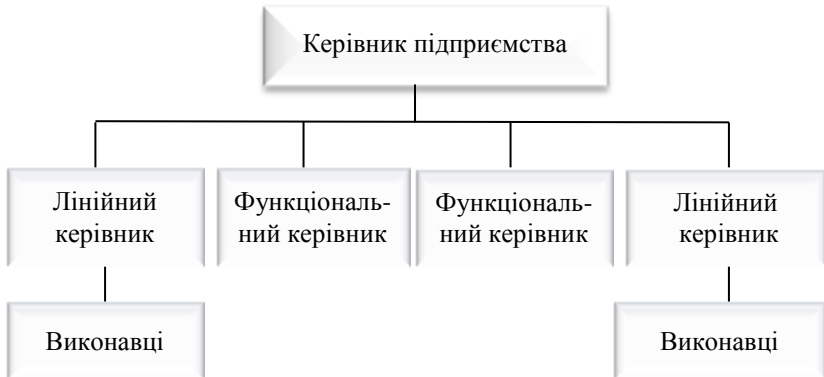 Керівник підприємства
Лінійний
керівник
Функціональ-
ний керівник
Функціональ-
ний керівник
Лінійний
керівник
Виконавці
Виконавці